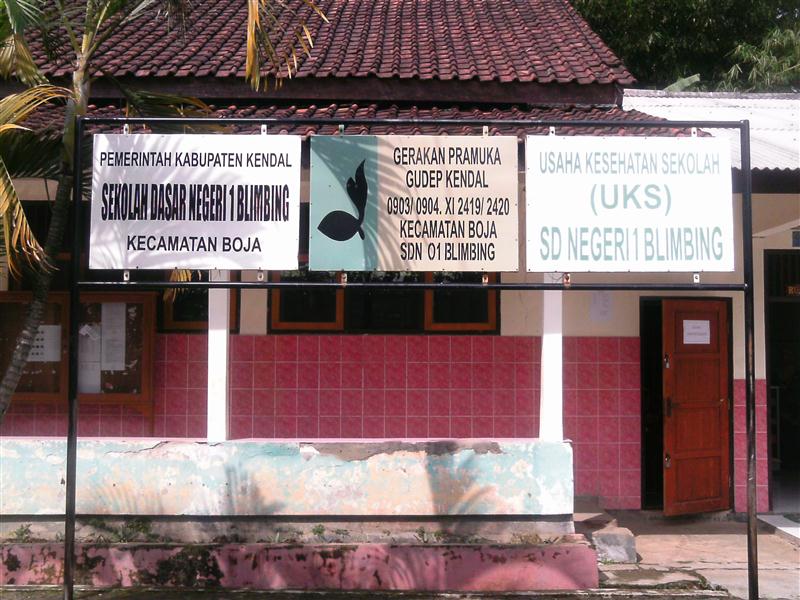 PEMERINTAH KABUPATEN KENDAL
SEKOLAH DASAR NEGERI 1 BLIMBING
KECAMATAN BOJA
GERAKAN PRAMUKA
GUDEP KENDAL
0903/ 0904. XI 2419/ 2420
KECAMATAN BOJA
SDN 01 BLIMBING
USAHA KESEHATAN SEKOLAH
(UKS)
SD NEGERI 1 BLIMBING